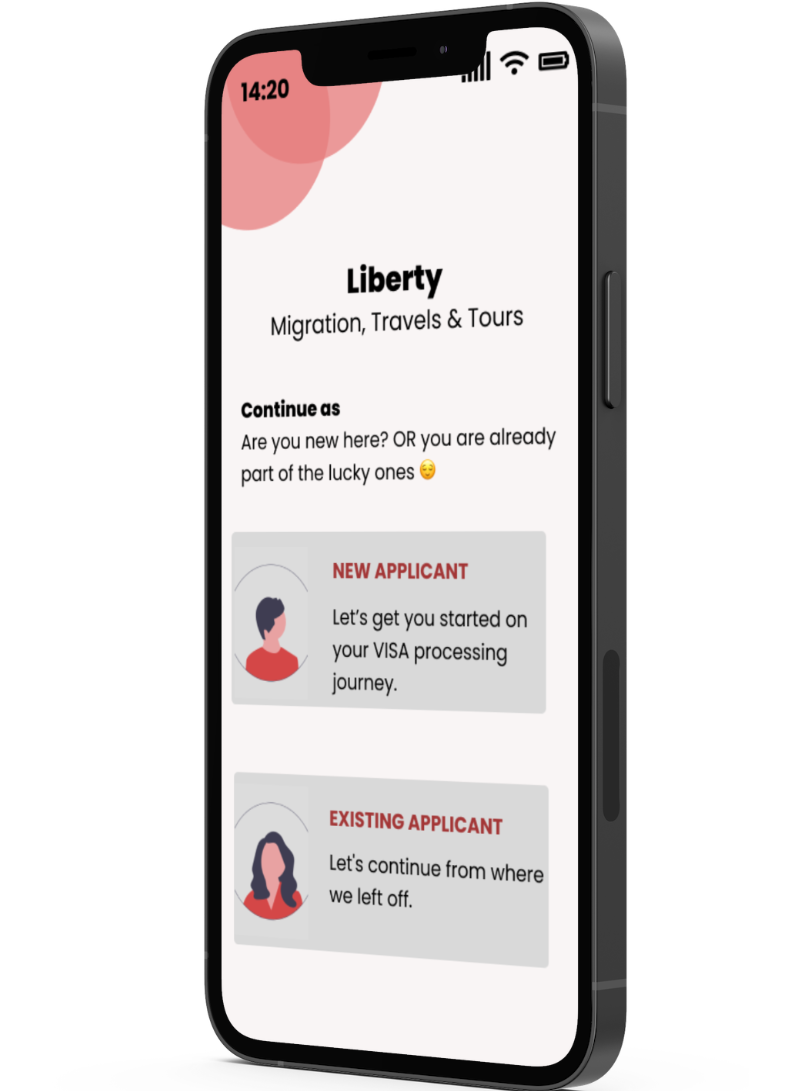 14:20
Liberty
Migration, Travels & Tours
Continue as
Are you new here? OR you are already
part of the lucky ones 😌
NEW APPLICANT
Let’s get you started on
your VISA processing
journey.
EXISTING APPLICANT
Let's continue from where
we left off.